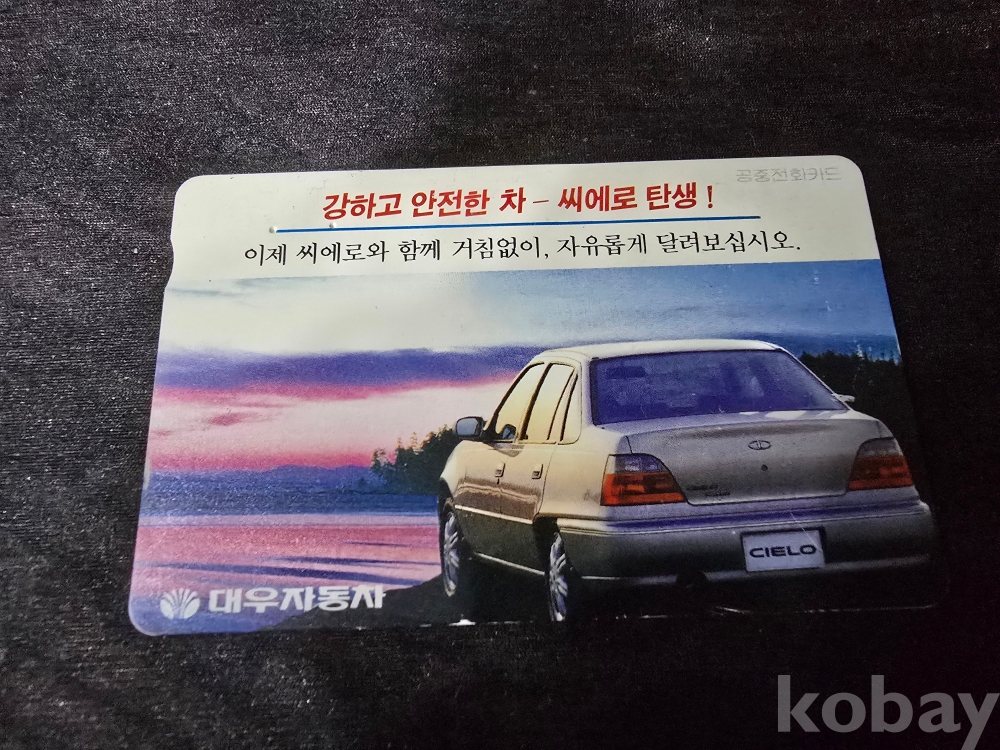 공중전화카드
강하고 안전한 차 - 씨에로 탄생 !
이제 씨에로와 함께 거침없이, 자유롭게 달려보십시오.
CIELO
대우자동차
kobay